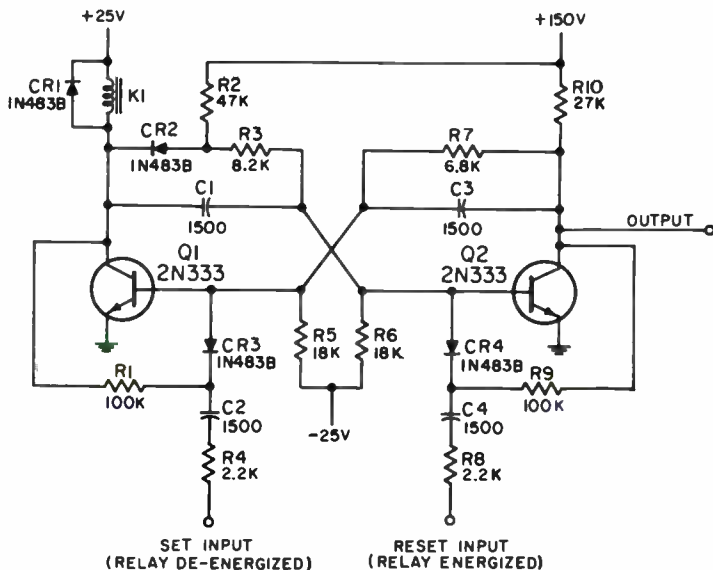 +25V
+150V
CR1
1N483B
K1
R2
47K
R10
27K
CR2
1N483B
R3
8.2K
R7
6.8K
C1
1500
C3
1500
OUTPUT
Q1
2N333
Q2
2N333
CR3
1N483B
R5
18K
R6
18K
CR4
1N483B
R1
100K
R9
100K
C2
1500
-25V
C4
1500
R4
2.2K
R8
2.2K
SET INPUT
(RELAY DE-ENERGIZED)
RESET INPUT
(RELAY ENERGIZED)